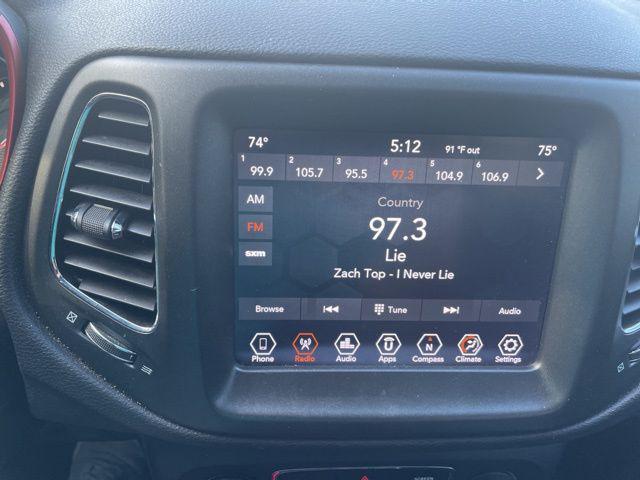 74° 5:12 91 °F out 75°
1 99.9 2 105.7 3 95.5 4 97.3 5 104.9 6 106.9
AM
FM
sxm
Country
97.3
Lie
Zach Top - I Never Lie
Browse Tune Audio
N
Phone Radio Audio Apps Compass Climate Settings
SCREEN